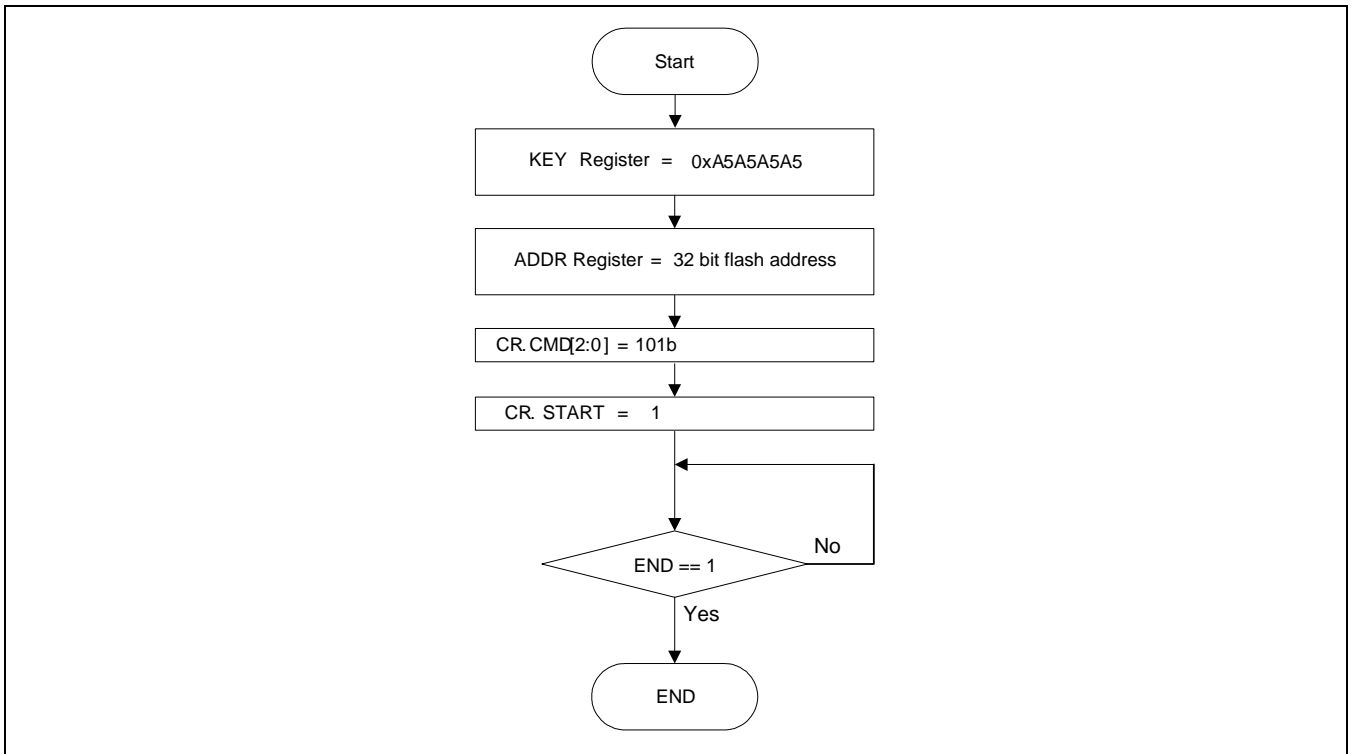 Start
KEY Register = 0xA5A5A5A5
ADDR Register = 32 bit flash address
CR.CMD[2:0] = 101b
CR. START = 1
END == 1
No
Yes
END